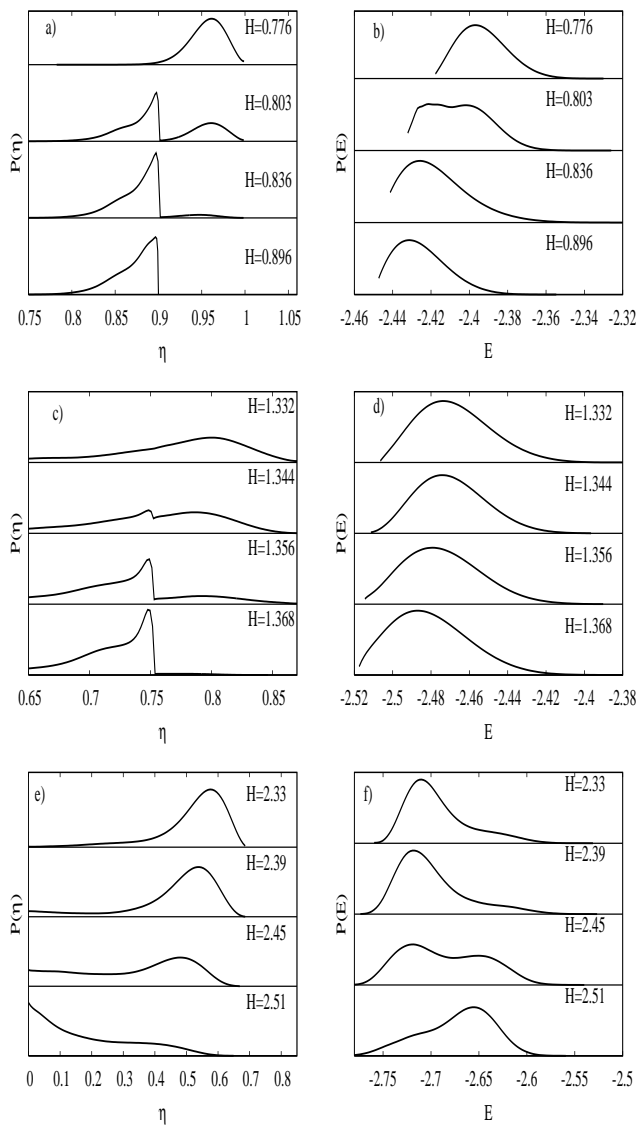 a)
H=0.776
H=0.803
H=0.836
H=0.896
P(η)
0.75 0.8 0.85 0.9 0.95 1 1.05
η
b)
H=0.776
H=0.803
H=0.836
H=0.896
P(E)
-2.46 -2.44 -2.42 -2.4 -2.38 -2.36 -2.34 -2.32
E
c)
H=1.332
H=1.344
H=1.356
H=1.368
P(η)
0.65 0.7 0.75 0.8 0.85
η
d)
H=1.332
H=1.344
H=1.356
H=1.368
P(E)
-2.52 -2.5 -2.48 -2.46 -2.44 -2.42 -2.4 -2.38
E
e)
H=2.33
H=2.39
H=2.45
H=2.51
P(η)
0 0.1 0.2 0.3 0.4 0.5 0.6 0.7 0.8
η
f)
H=2.33
H=2.39
H=2.45
H=2.51
P(E)
-2.75 -2.7 -2.65 -2.6 -2.55 -2.5
E